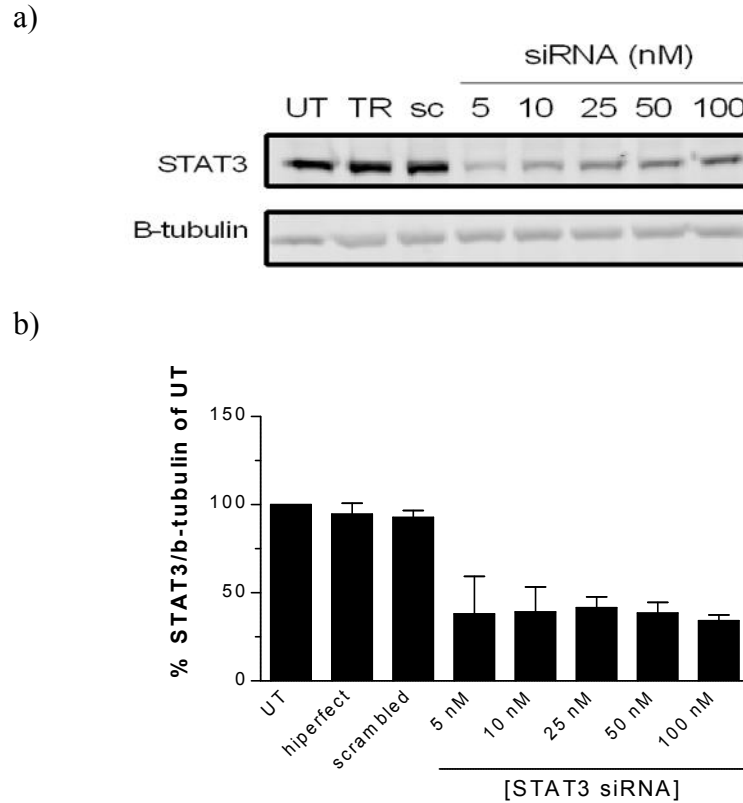 a)
siRNA (nM)
UT TR sc 5 10 25 50 100
STAT3
B-tubulin
b)
% STAT3/b-tubulin of UT
150
100
50
0
UT
hiperfect
scrambled
5 nM
10 nM
25 nM
50 nM
100 nM
[STAT3 siRNA]